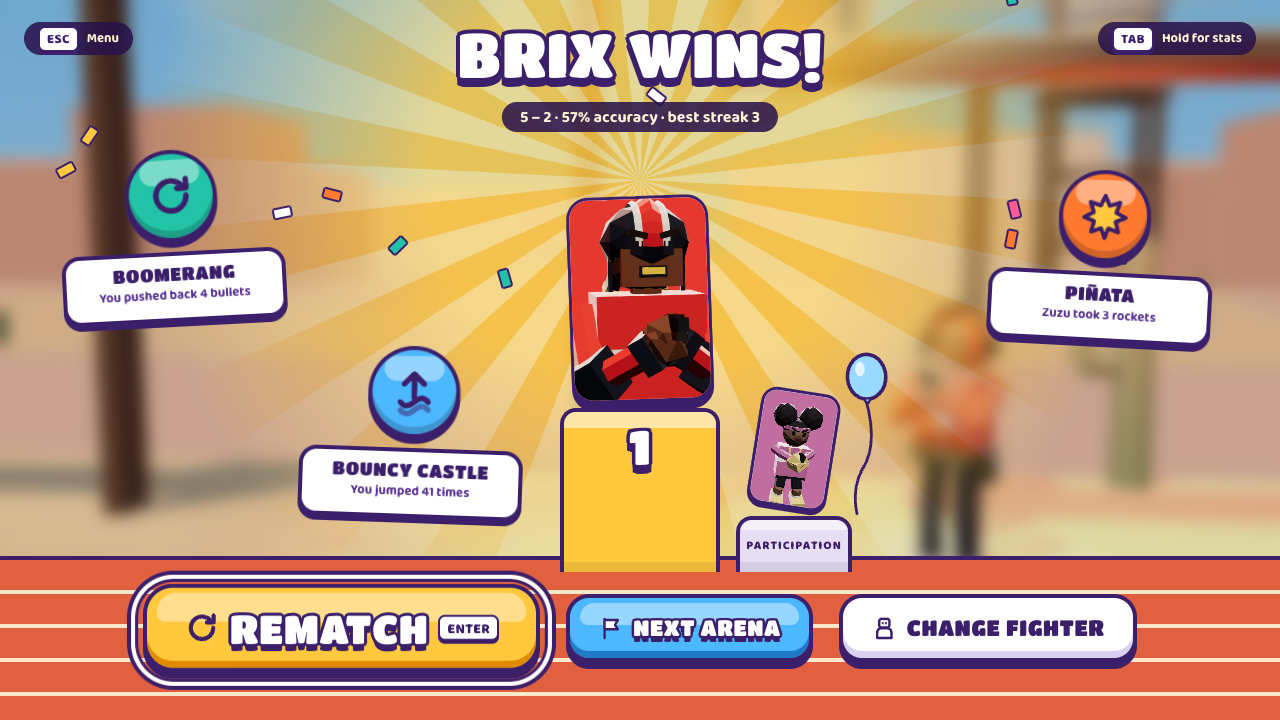 ESC Menu
BRIX WINS!
TAB Hold for stats
5 – 2 · 57% accuracy · best streak 3
BOOMERANG
You pushed back 4 bullets
PIÑATA
Zuzu took 3 rockets
BOUNCY CASTLE
You jumped 41 times
1
PARTICIPATION
REMATCH ENTER
NEXT ARENA
CHANGE FIGHTER